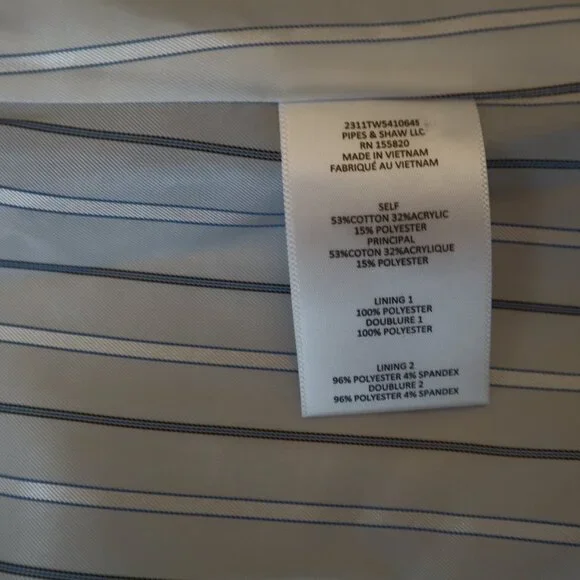 2311TW541064S
PIPES & SHAW LLC
RN 155820
MADE IN VIETNAM
FABRIQUÉ AU VIETNAM
SELF
53%COTTON 32%ACRYLIC
15% POLYESTER
PRINCIPAL
53%COTTON 32%ACRYLIQUE
15% POLYESTER
LINING 1
100% POLYESTER
DOUBLURE 1
100% POLYESTER
LINING 2
96% POLYESTER 4% SPANDEX
DOUBLURE 2
96% POLYESTER 4% SPANDEX